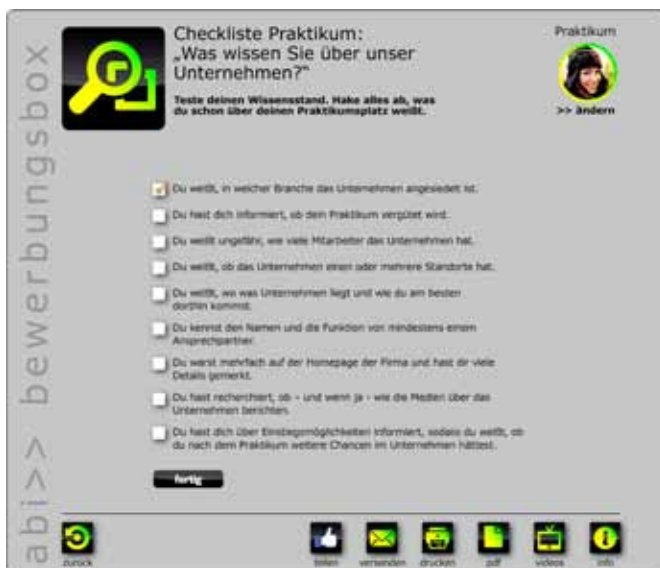 Checkliste Praktikum:
„Was wissen Sie über unser
Unternehmen?“
Teste deinen Wissensstand. Hake alles ab, was
du schon über deinen Praktikumsplatz weißt.
Praktikum
>> ändern
abi>> bewerbungsbox
Du weißt, in welcher Branche das Unternehmen angesiedelt ist.
Du hast dich informiert, ob dein Praktikum vergütet wird.
Du weißt ungefähr, wie viele Mitarbeiter das Unternehmen hat.
Du weißt, ob das Unternehmen einen oder mehrere Standorte hat.
Du weißt, wo was Unternehmen liegt und wie du am besten
dorthin kommst.
Du kennst den Namen und die Funktion von mindestens einem
Ansprechpartner.
Du warst mehrfach auf der Homepage der Firma und hast dir viele
Details gemerkt.
Du hast recherchiert, ob - und wenn ja - wie die Medien über das
Unternehmen berichten.
Du hast dich über Einstiegsmöglichkeiten informiert, sodass du weißt, ob
du nach dem Praktikum weitere Chancen im Unternehmen hättest.
fertig
zurück
teilen
versenden
drucken
pdf
videos
info